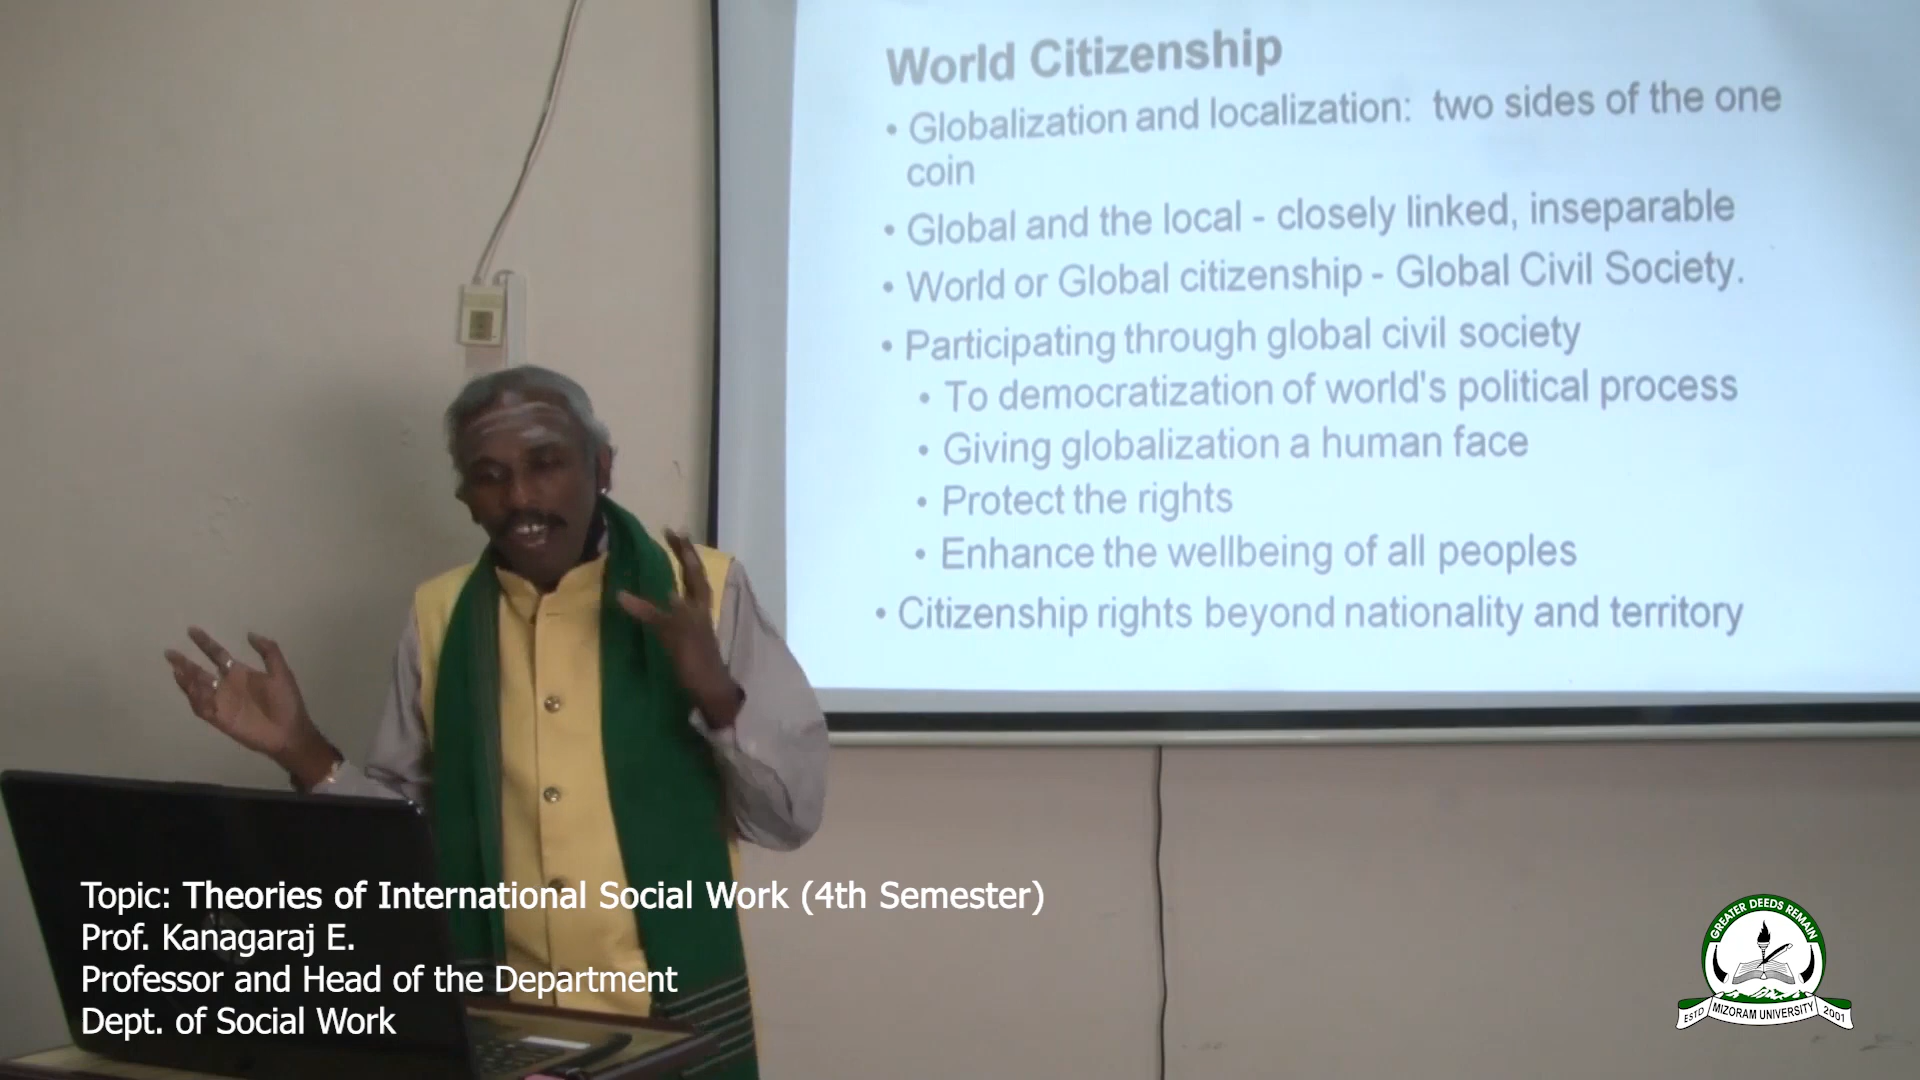 World Citizenship
• Globalization and localization: two sides of the one
coin
• Global and the local - closely linked, inseparable
• World or Global citizenship - Global Civil Society.
• Participating through global civil society
• To democratization of world's political process
• Giving globalization a human face
• Protect the rights
• Enhance the wellbeing of all peoples
• Citizenship rights beyond nationality and territory
Topic: Theories of International Social Work (4th Semester)
Prof. Kanagaraj E.
Professor and Head of the Department
Dept. of Social Work
GREATER DEEDS REMAIN
ESTD MIZORAM UNIVERSITY 2001